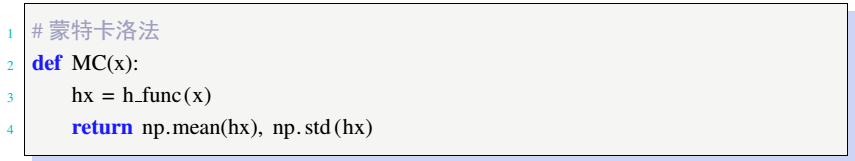 1 # 蒙特卡洛法
2 def MC(x):
3     hx = h_func(x)
4     return np.mean(hx), np.std(hx)